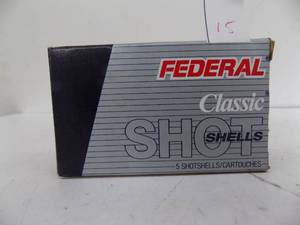 15
FEDERAL
Classic
SHOT
SHELLS
5 SHOTSHELLS/CARTOUCHES